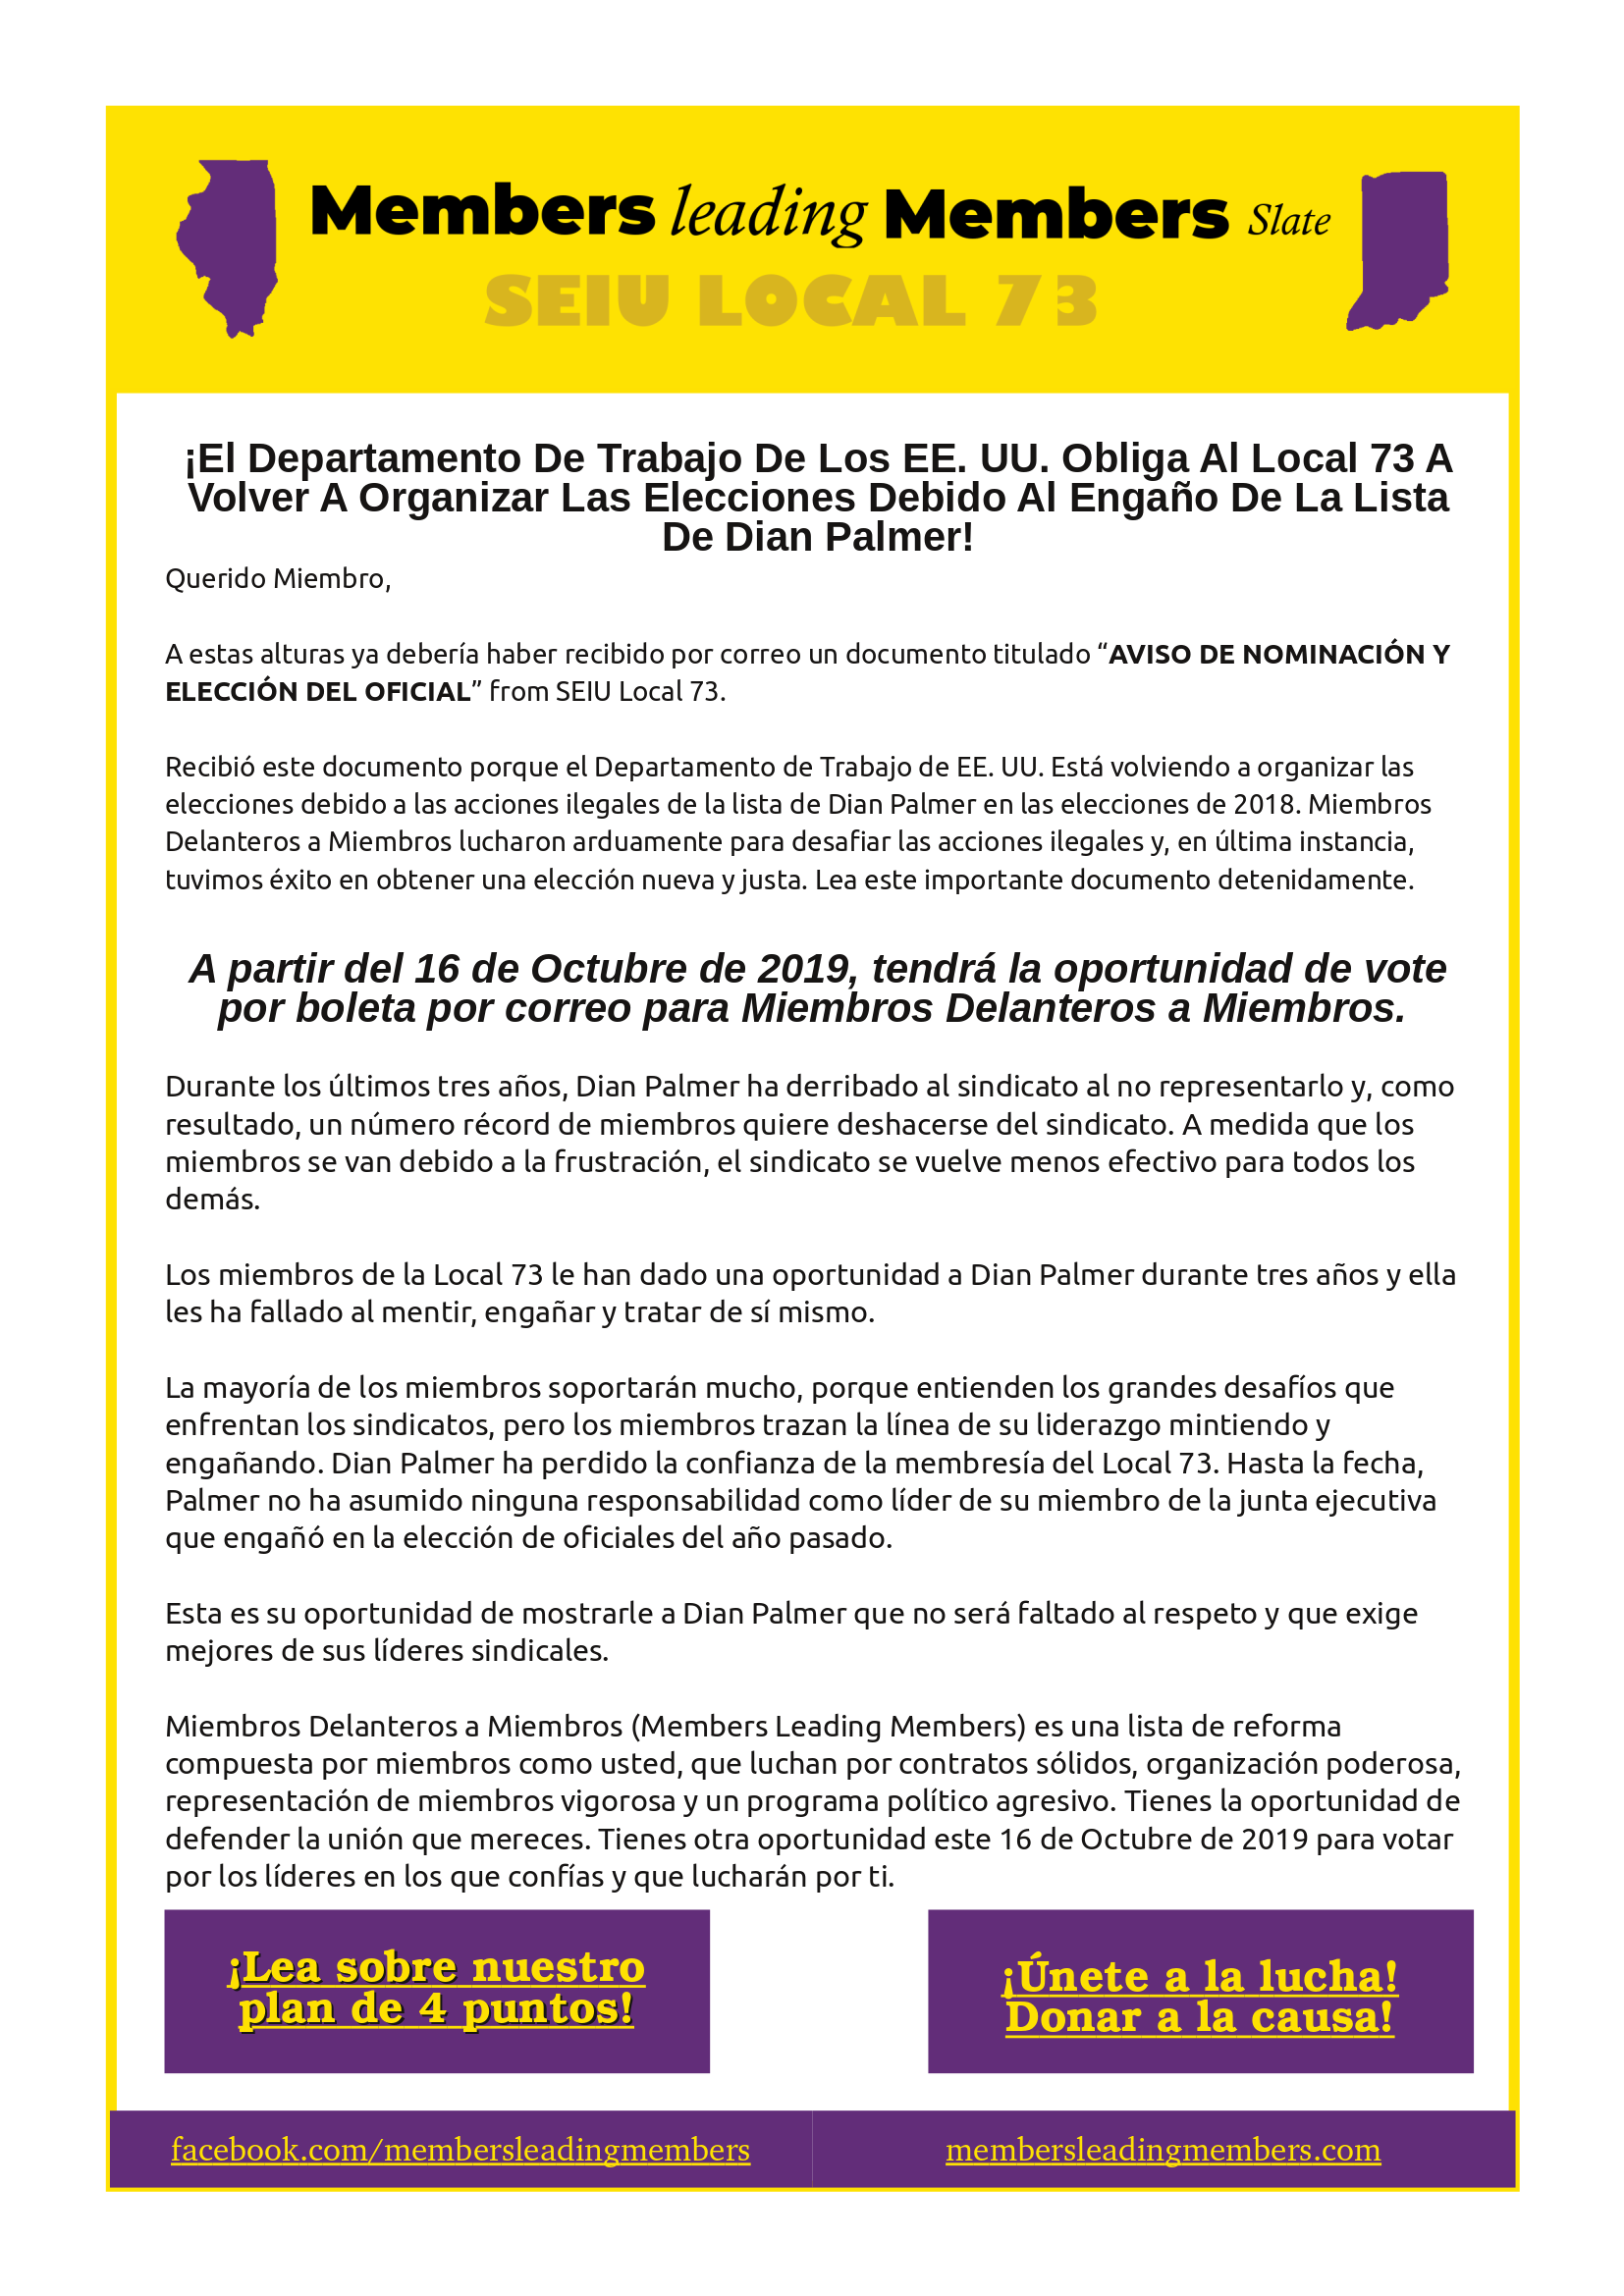 Members leading Members Slate
SEIU LOCAL 73
¡El Departamento De Trabajo De Los EE. UU. Obliga Al Local 73 A
Volver A Organizar Las Elecciones Debido Al Engaño De La Lista
De Dian Palmer!
Querido Miembro,
A estas alturas ya debería haber recibido por correo un documento titulado “AVISO DE NOMINACIÓN Y
ELECCIÓN DEL OFICIAL” from SEIU Local 73.
Recibió este documento porque el Departamento de Trabajo de EE. UU. Está volviendo a organizar las
elecciones debido a las acciones ilegales de la lista de Dian Palmer en las elecciones de 2018. Miembros
Delanteros a Miembros lucharon arduamente para desafiar las acciones ilegales y, en última instancia,
tuvimos éxito en obtener una elección nueva y justa. Lea este importante documento detenidamente.
A partir del 16 de Octubre de 2019, tendrá la oportunidad de vote
por boleta por correo para Miembros Delanteros a Miembros.
Durante los últimos tres años, Dian Palmer ha derribado al sindicato al no representarlo y, como
resultado, un número récord de miembros quiere deshacerse del sindicato. A medida que los
miembros se van debido a la frustración, el sindicato se vuelve menos efectivo para todos los
demás.
Los miembros de la Local 73 le han dado una oportunidad a Dian Palmer durante tres años y ella
les ha fallado al mentir, engañar y tratar de sí mismo.
La mayoría de los miembros soportarán mucho, porque entienden los grandes desafíos que
enfrentan los sindicatos, pero los miembros trazan la línea de su liderazgo mintiendo y
engañando. Dian Palmer ha perdido la confianza de la membresía del Local 73. Hasta la fecha,
Palmer no ha asumido ninguna responsabilidad como líder de su miembro de la junta ejecutiva
que engañó en la elección de oficiales del año pasado.
Esta es su oportunidad de mostrarle a Dian Palmer que no será faltado al respeto y que exige
mejores de sus líderes sindicales.
Miembros Delanteros a Miembros (Members Leading Members) es una lista de reforma
compuesta por miembros como usted, que luchan por contratos sólidos, organización poderosa,
representación de miembros vigorosa y un programa político agresivo. Tienes la oportunidad de
defender la unión que mereces. Tienes otra oportunidad este 16 de Octubre de 2019 para votar
por los líderes en los que confías y que lucharán por ti.
¡Lea sobre nuestro
plan de 4 puntos!
¡Únete a la lucha!
Donar a la causa!
facebook.com/membersleadingmembers
membersleadingmembers.com